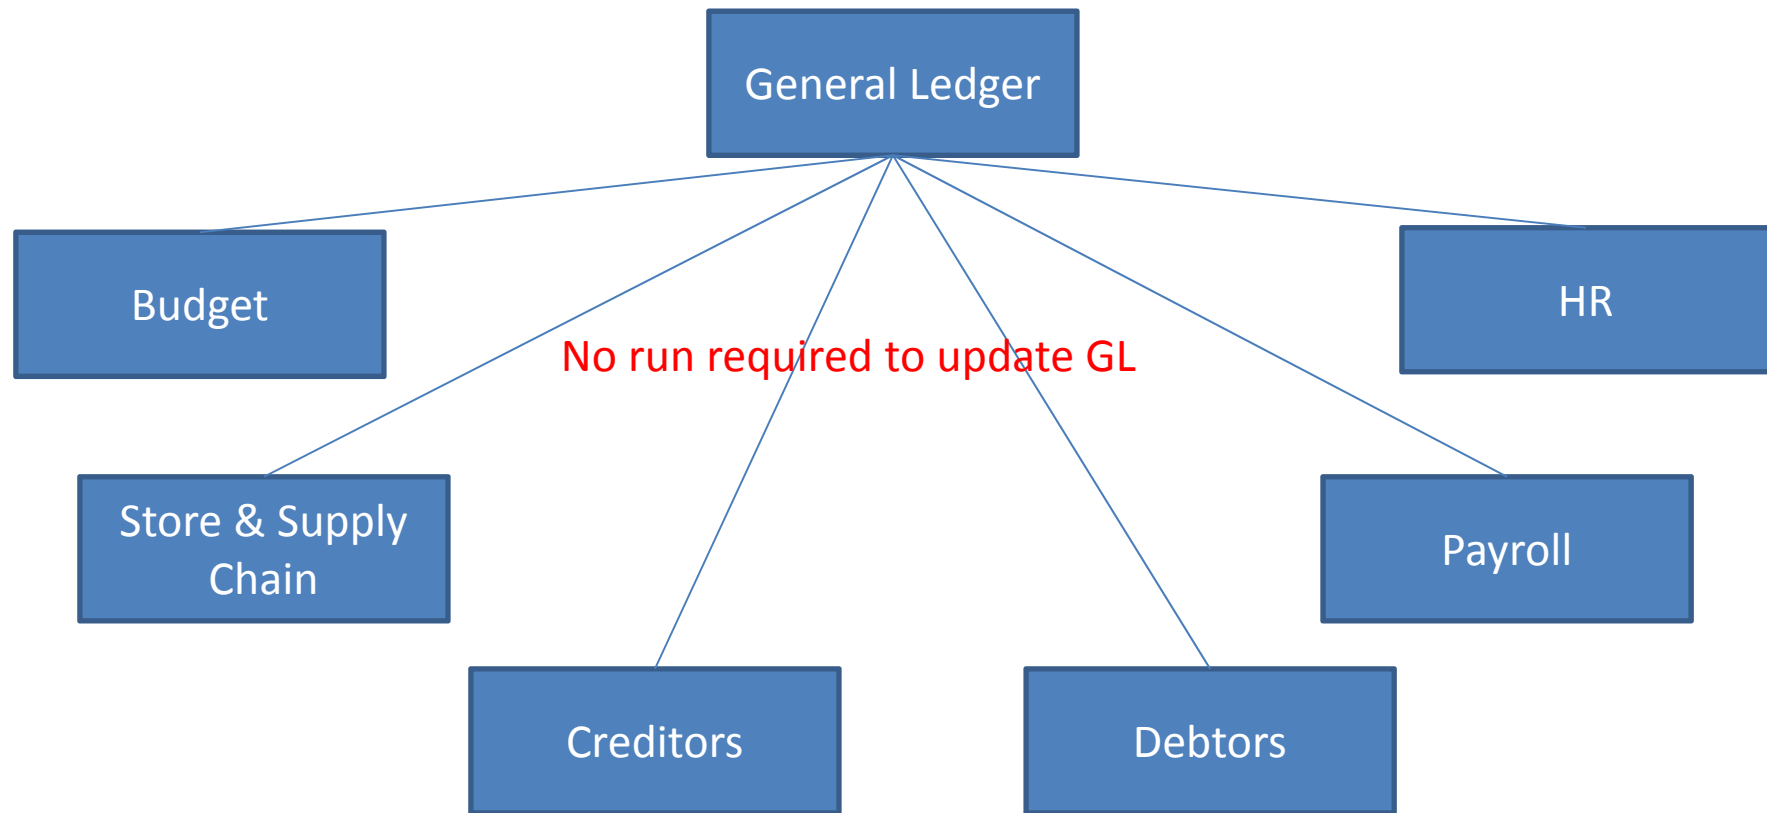 General Ledger
Budget
HR
No run required to update GL
Store & Supply
Chain
Payroll
Creditors
Debtors